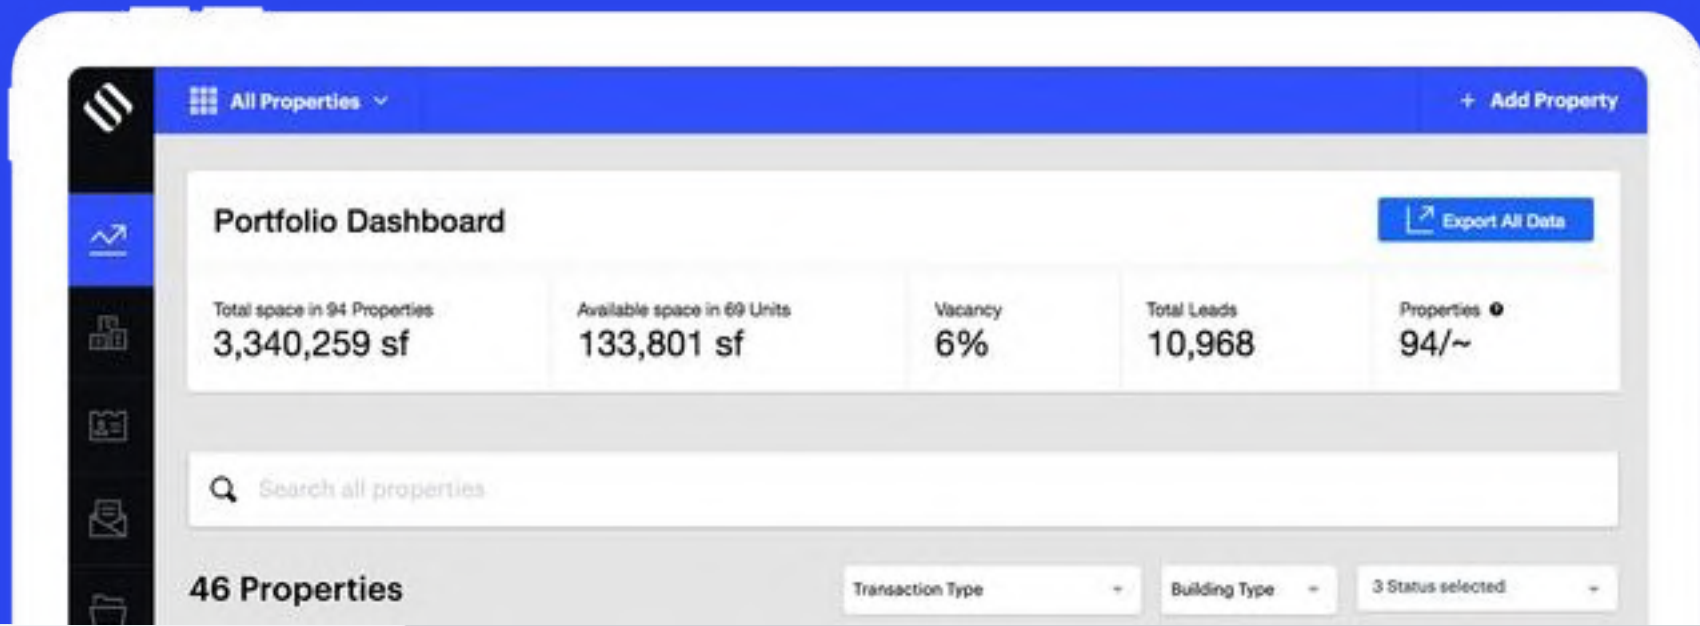 All Properties
+ Add Property
Portfolio Dashboard
Export All Data
Total space in 94 Properties
3,340,259 sf
Available space in 69 Units
133,801 sf
Vacancy
6%
Total Leads
10,968
Properties
94/~
Search all properties
46 Properties
Transaction Type
Building Type
3 Status selected